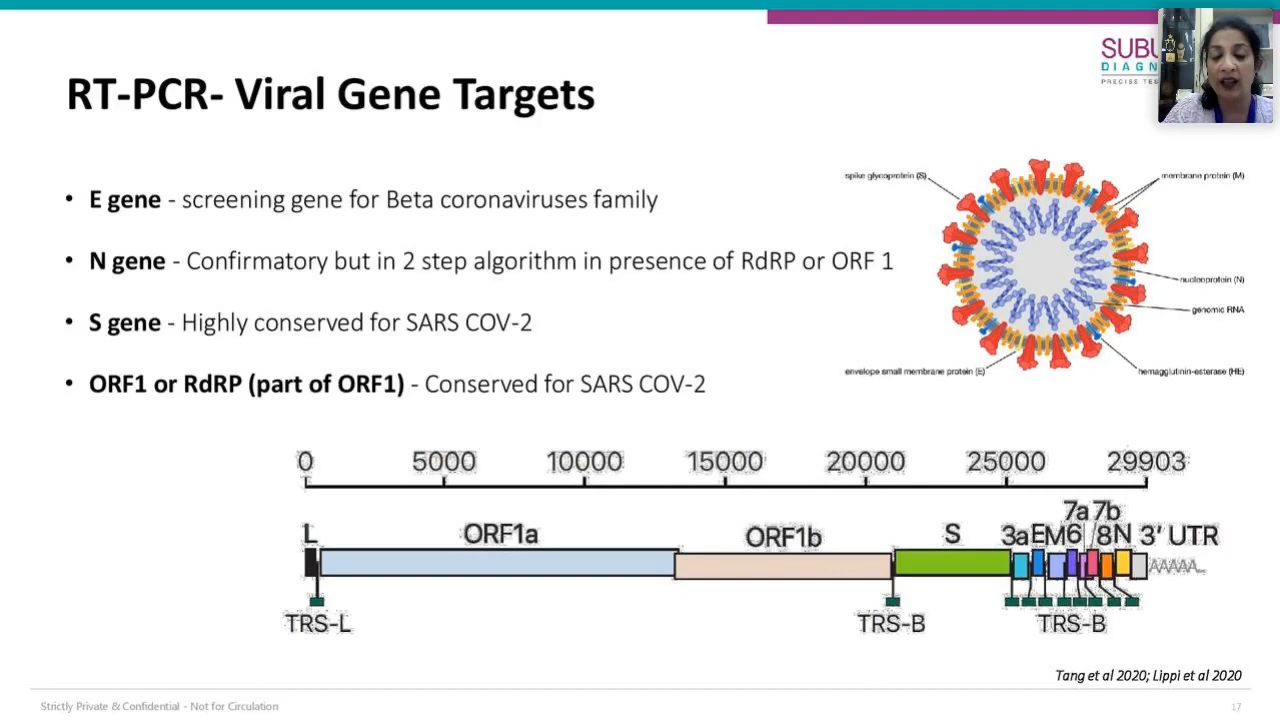 SUBU
DIAGN
PRECISE TES
RT-PCR- Viral Gene Targets
• E gene - screening gene for Beta coronaviruses family
• N gene - Confirmatory but in 2 step algorithm in presence of RdRP or ORF 1
• S gene - Highly conserved for SARS COV-2
• ORF1 or RdRP (part of ORF1) - Conserved for SARS COV-2
spike glycoprotein (S)
membrane protein (M)
nucleoprotein (N)
genomic RNA
envelope small membrane protein (E)
hemagglutinin-esterase (HE)
0 5000 10000 15000 20000 25000 29903
7a 7b
L ORF1a ORF1b S 3a E M 6 8 N 3' UTR
AAAAA...
TRS-L TRS-B TRS-B
Tang et al 2020; Lippi et al 2020
Strictly Private & Confidential - Not for Circulation
17